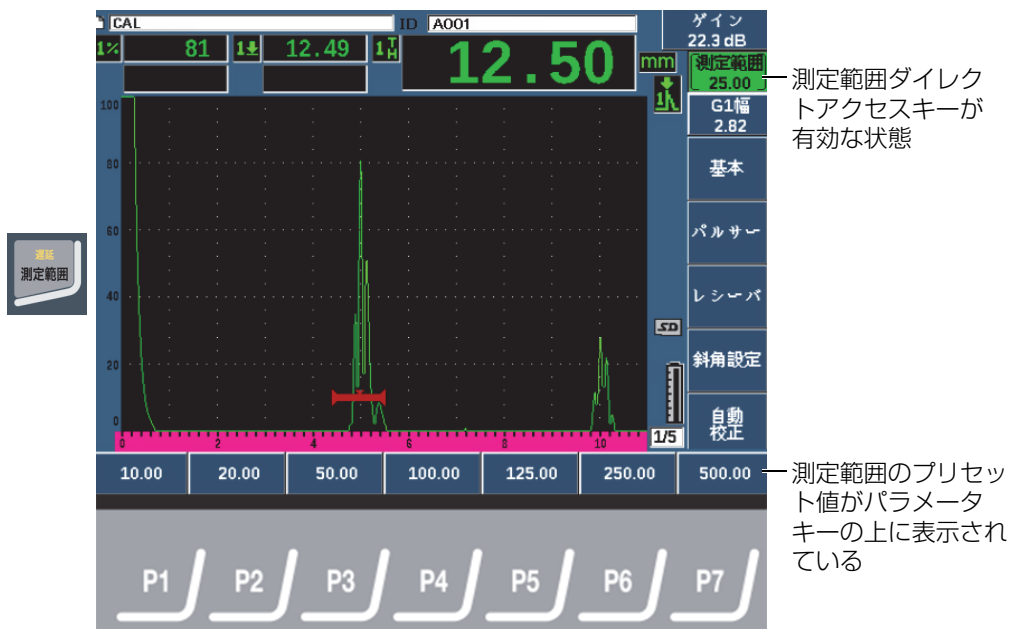 CAL
ID A001
ゲイン
22.3 dB
1% 81
12.49
1 T H
12.50
mm
測定範囲
25.00
1
G1幅
2.82
測定範囲ダイレク
トアクセスキーが
有効な状態
基本
パルサー
レシーバ
斜角設定
自動
校正
遅延
測定範囲
100
80
60
40
20
0
0 2 4 6 8 10
SD
1/5
10.00 20.00 50.00 100.00 125.00 250.00 500.00
測定範囲のプリセッ
ト値がパラメータ
キーの上に表示され
ている
P1 P2 P3 P4 P5 P6 P7